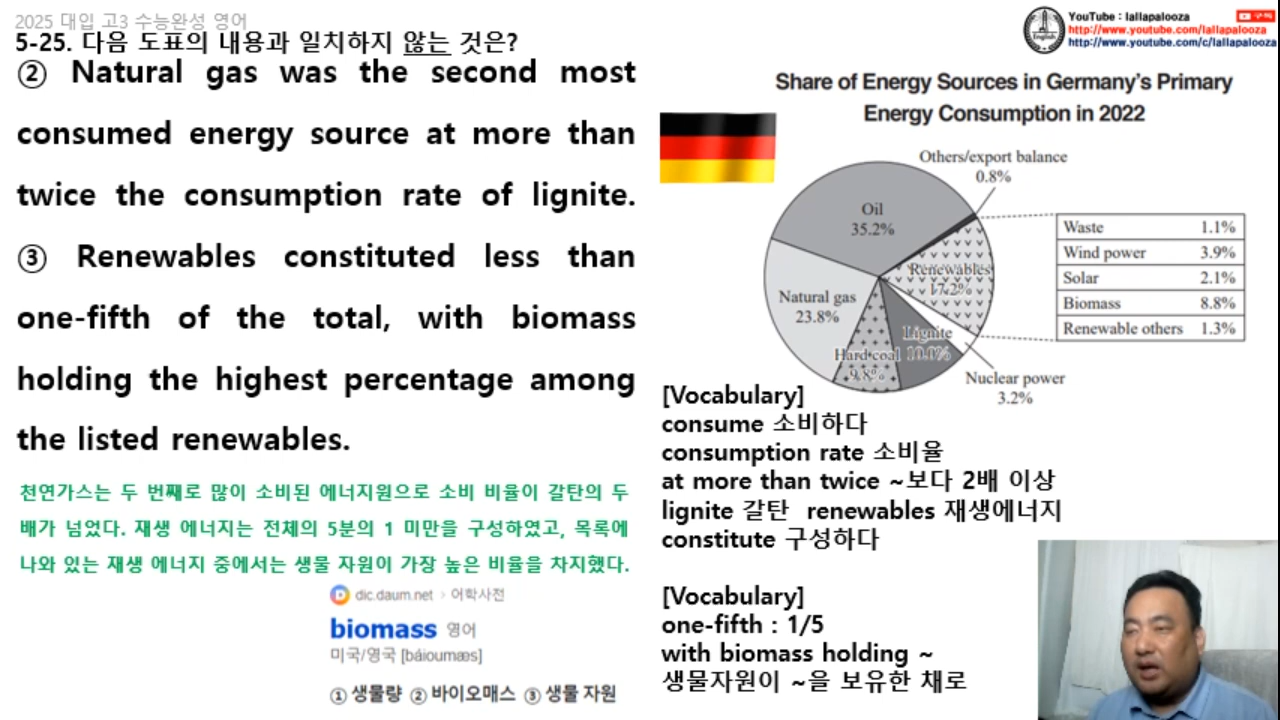 2025 대입 고3 수능완성 영어
5-25. 다음 도표의 내용과 일치하지 않는 것은?
② Natural gas was the second most
consumed energy source at more than
twice the consumption rate of lignite.
③ Renewables constituted less than
one-fifth of the total, with biomass
holding the highest percentage among
the listed renewables.
천연가스는 두 번째로 많이 소비된 에너지원으로 소비 비율이 갈탄의 두
배가 넘었다. 재생 에너지는 전체의 5분의 1 미만을 구성하였고, 목록에
나와 있는 재생 에너지 중에서는 생물 자원이 가장 높은 비율을 차지했다.
dic.daum.net › 어학사전
biomass 영어
미국/영국 [báioumæs]
① 생물량 ② 바이오매스 ③ 생물 자원
YouTube : lallapalooza
http://www.youtube.com/lallapalooza
http://www.youtube.com/c/lallapalooza
English
Share of Energy Sources in Germany's Primary
Energy Consumption in 2022
Others/export balance
0.8%
Oil
35.2%
Renewables
17.2%
Natural gas
23.8%
Lignite
10.0%
Hard coal
9.8%
Nuclear power
3.2%
Waste 1.1%
Wind power 3.9%
Solar 2.1%
Biomass 8.8%
Renewable others 1.3%
[Vocabulary]
consume 소비하다
consumption rate 소비율
at more than twice ~보다 2배 이상
lignite 갈탄 renewables 재생에너지
constitute 구성하다
[Vocabulary]
one-fifth : 1/5
with biomass holding ~
생물자원이 ~을 보유한 채로